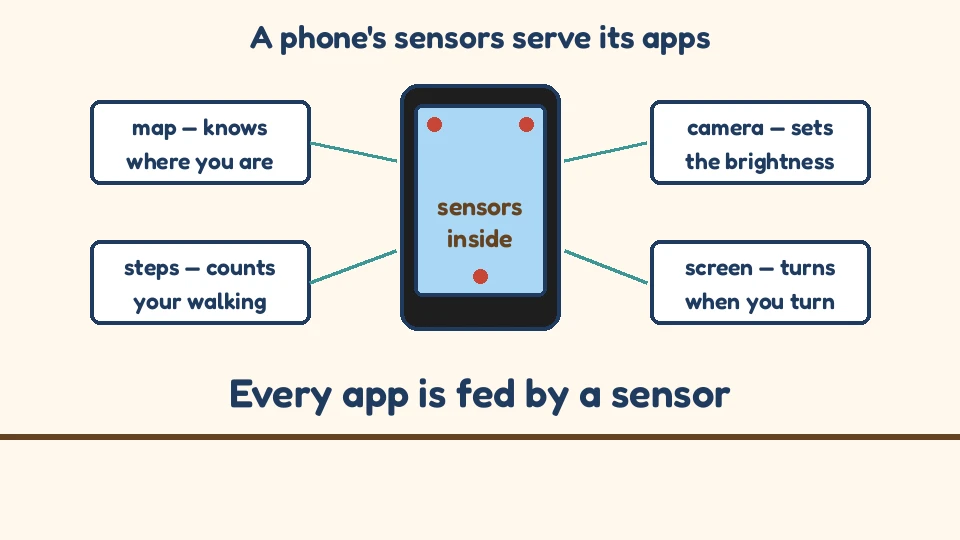 A phone's sensors serve its apps
map — knows
where you are
camera — sets
the brightness
sensors
inside
steps — counts
your walking
screen — turns
when you turn
Every app is fed by a sensor